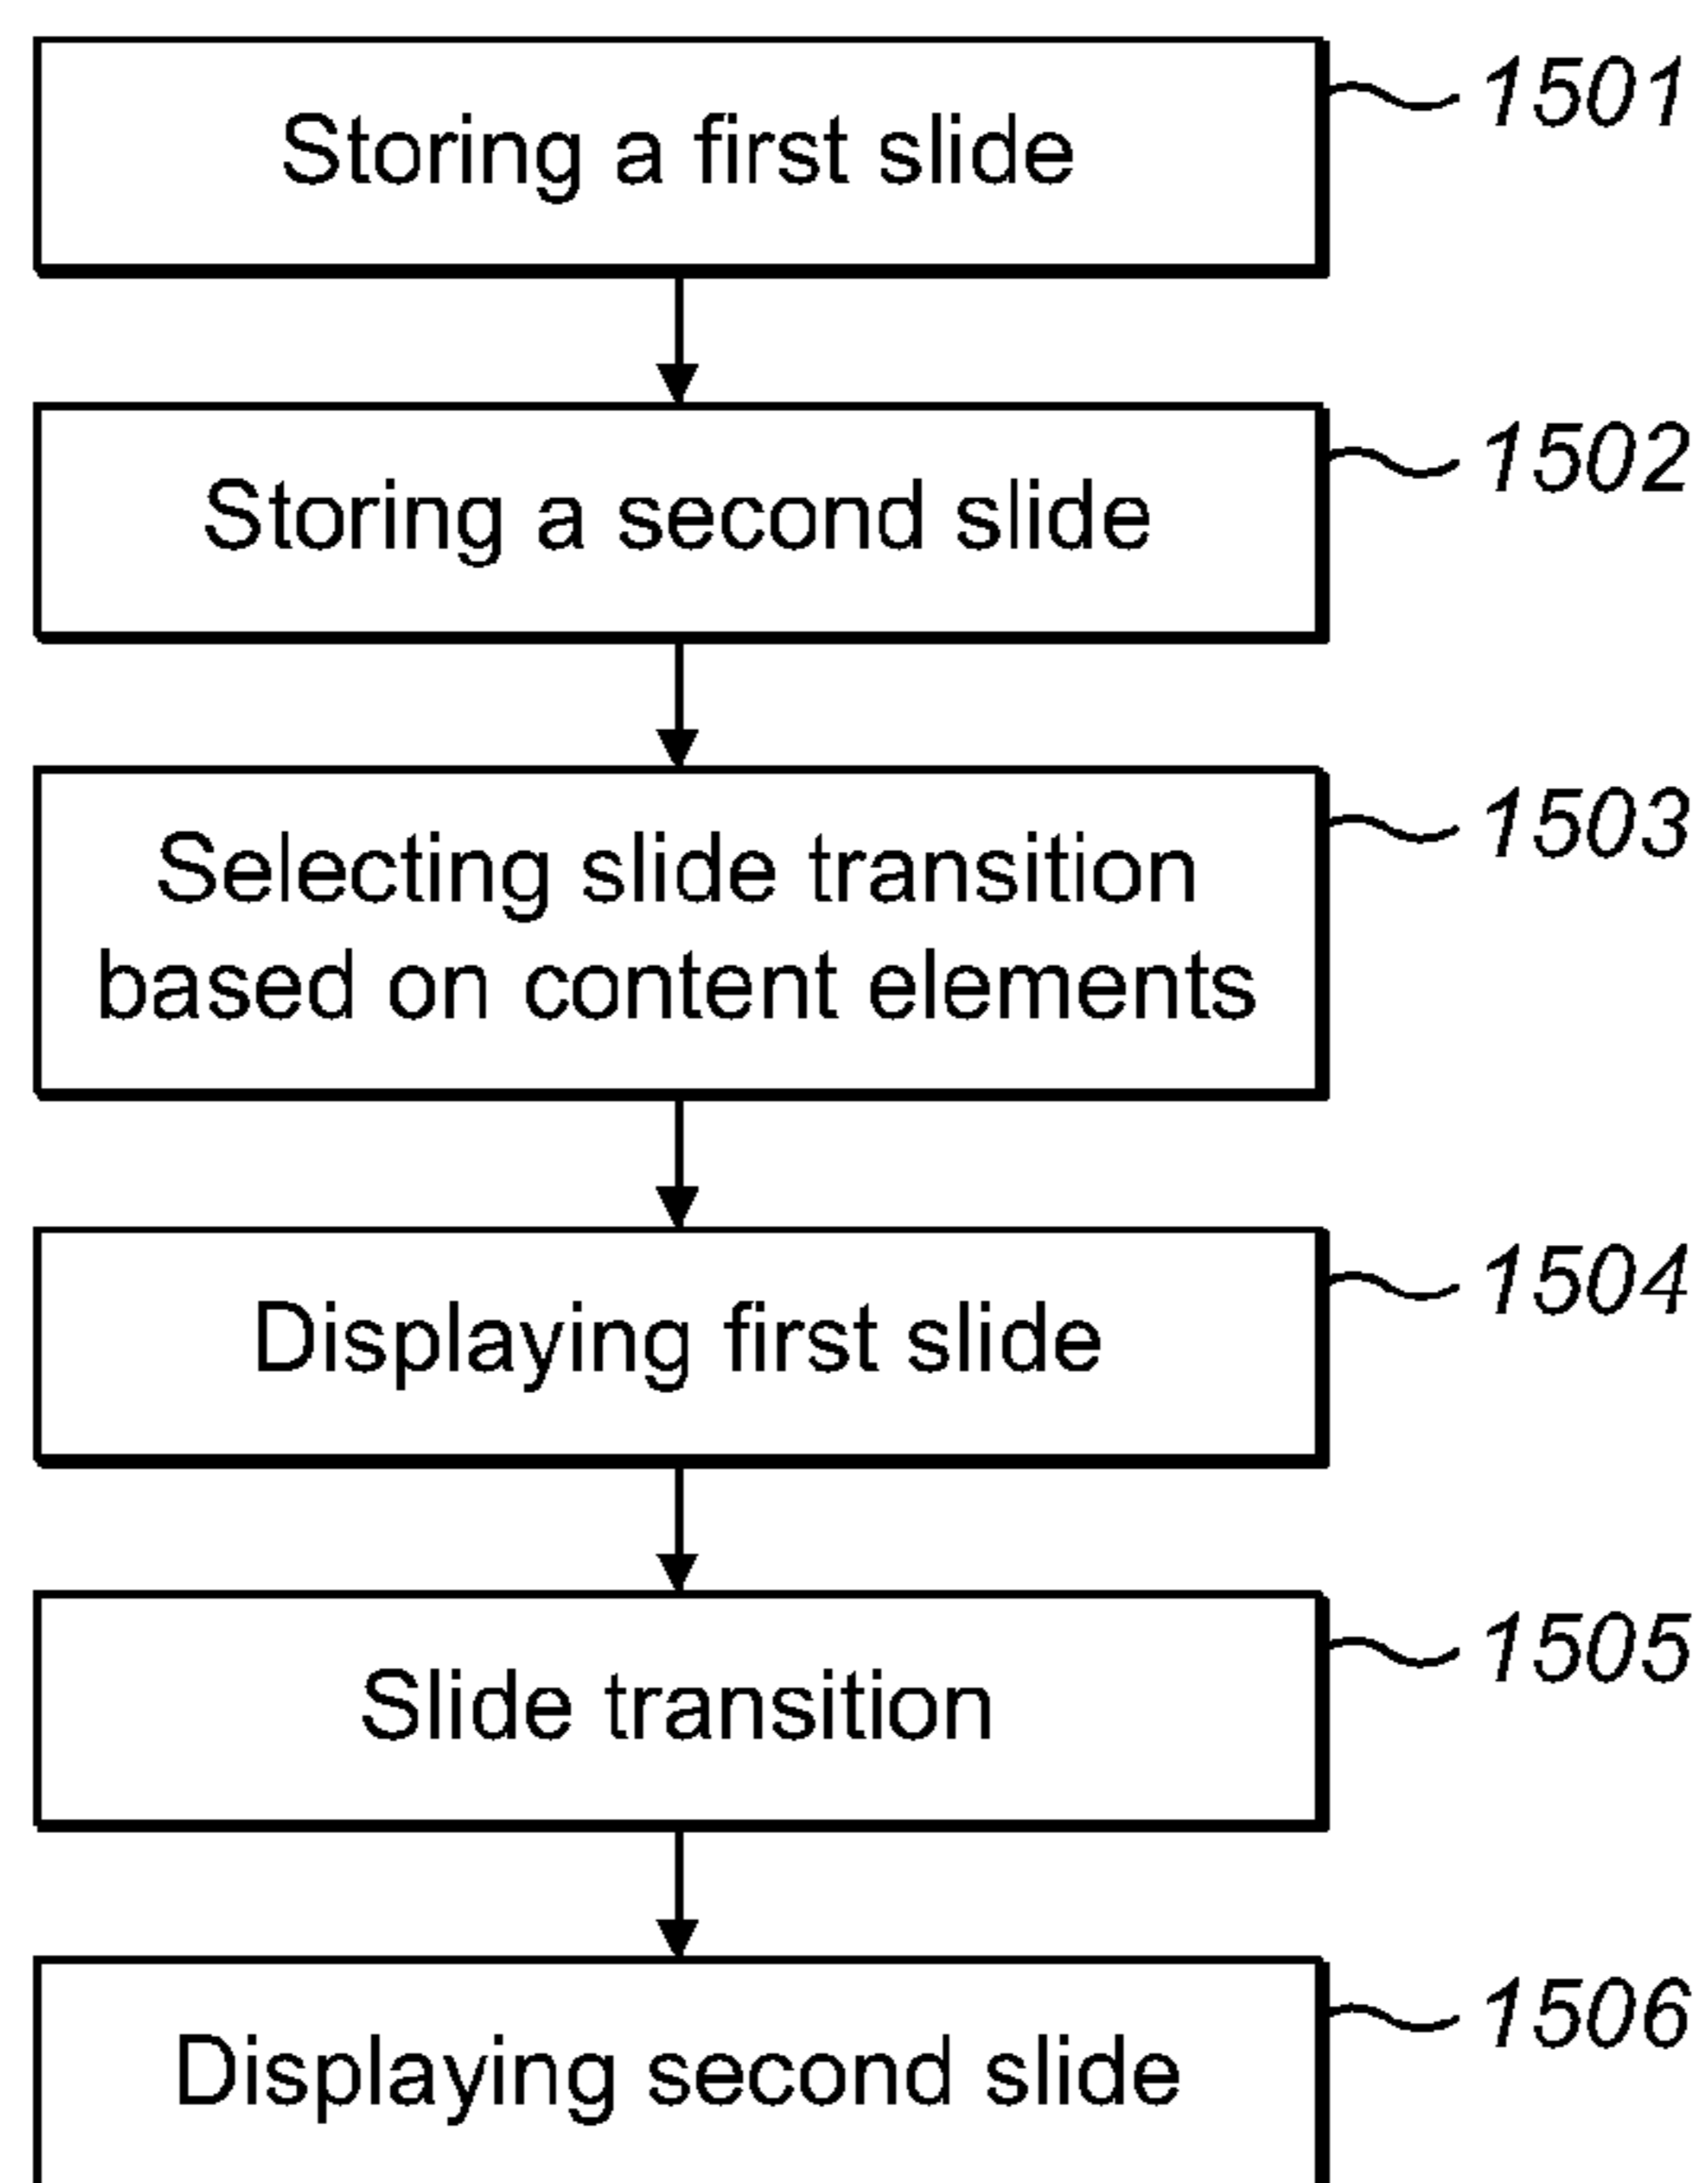 Storing a first slide
1501
Storing a second slide
1502
Selecting slide transition
based on content elements
1503
Displaying first slide
1504
Slide transition
1505
Displaying second slide
1506